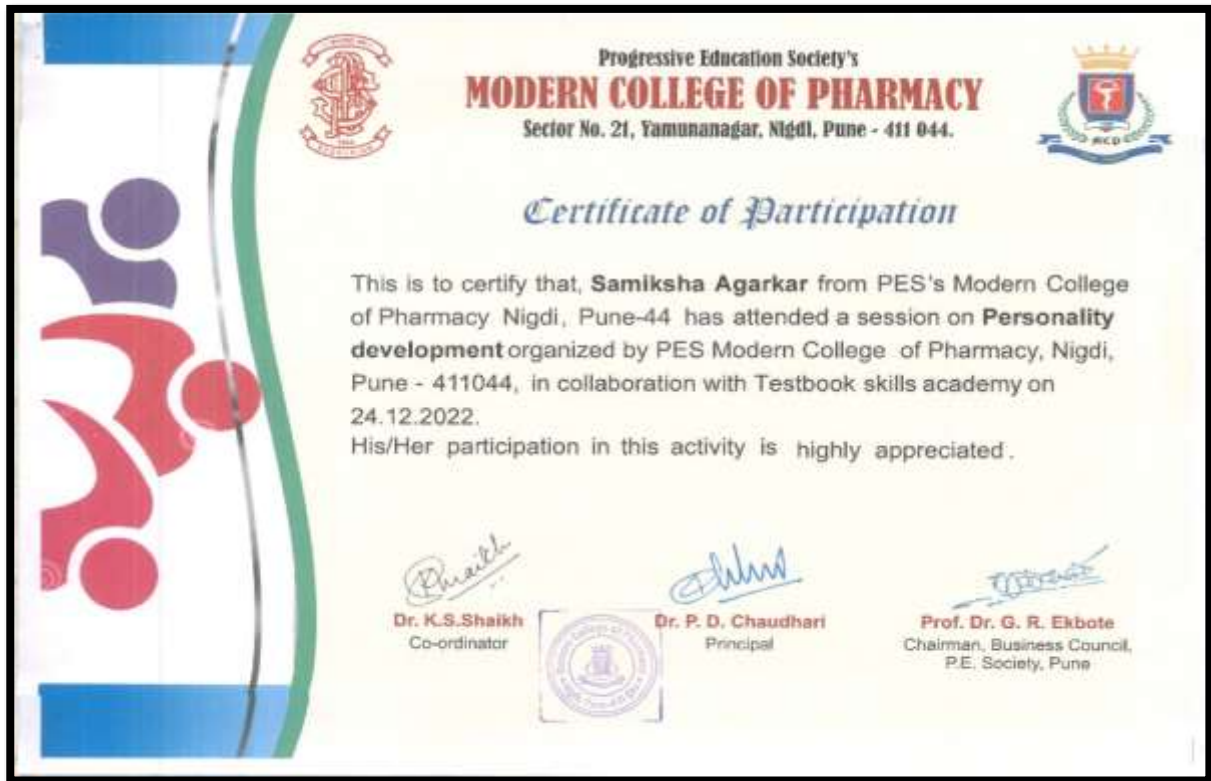 Progressive Education Society's
MODERN COLLEGE OF PHARMACY
Sector No. 21, Yamunanagar, Nigdi, Pune - 411 044.
MCP
Certificate of Participation
This is to certify that, Samiksha Agarkar from PES's Modern College
of Pharmacy Nigdi, Pune-44 has attended a session on Personality
development organized by PES Modern College of Pharmacy, Nigdi,
Pune - 411044, in collaboration with Testbook skills academy on
24.12.2022.
His/Her participation in this activity is highly appreciated.
Dr. K.S.Shaikh
Co-ordinator
Dr. P. D. Chaudhari
Principal
Prof. Dr. G. R. Ekbote
Chairman, Business Council,
P.E. Society, Pune